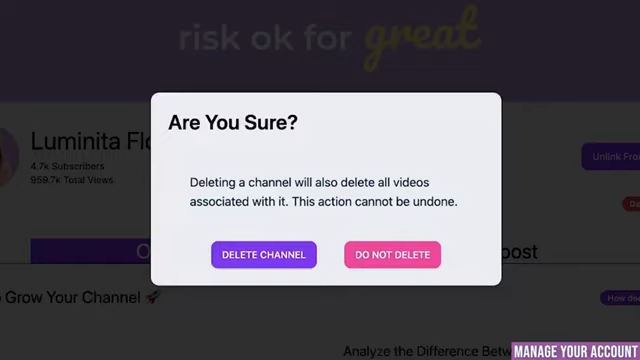 risk ok for great
Are You Sure?
Luminita Flo
4.7k Subscribers
959.7k Total Views
Unlink From
Deleting a channel will also delete all videos
associated with it. This action cannot be undone.
DELETE CHANNEL
DO NOT DELETE
post
o Grow Your Channel 🚀
Analyze the Difference Betw
MANAGE YOUR ACCOUNT